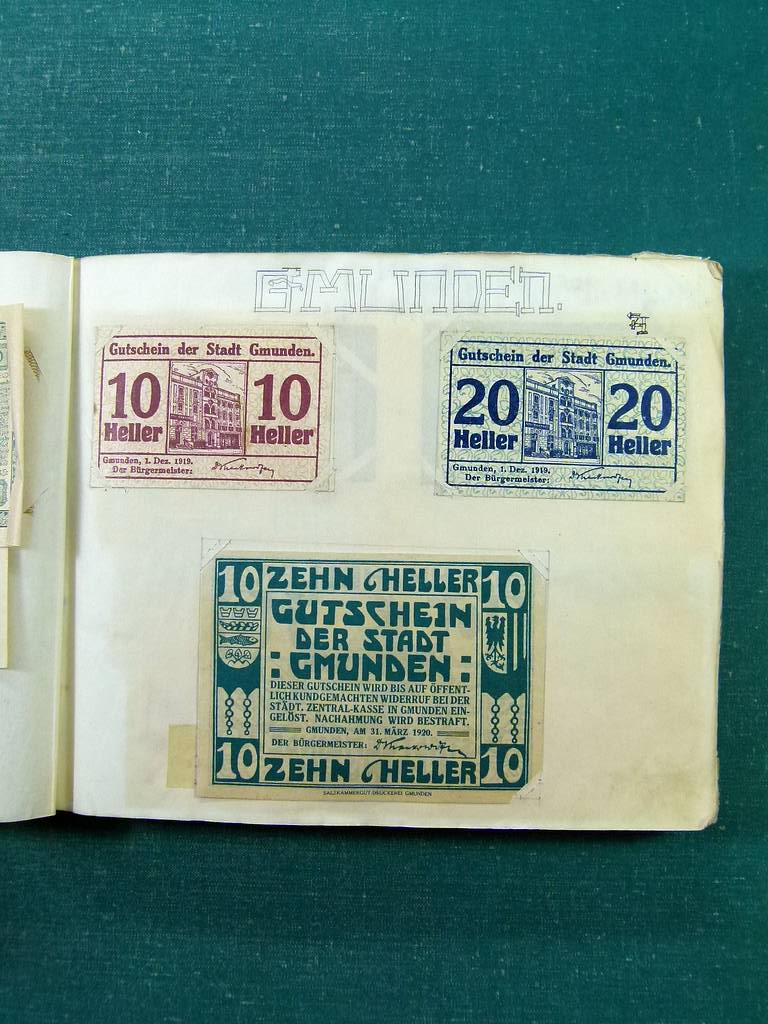 GMUNDEN.
Gutschein der Stadt Gmunden.
10 10
Heller Heller
Gmunden, 1. Dez. 1919.
Der Bürgermeister:
Gutschein der Stadt Gmunden.
20 20
Heller Heller
Gmunden, 1. Dez. 1919.
Der Bürgermeister:
10 ZEHN HELLER 10
GUTSCHEIN
DER STADT
: GMUNDEN :
DIESER GUTSCHEIN WIRD BIS AUF ÖFFENT-
LICH KUNDGEMACHTEN WIDERRUF BEI DER
STÄDT. ZENTRAL-KASSE IN GMUNDEN EIN-
GELÖST. NACHAHMUNG WIRD BESTRAFT.
GMUNDEN, AM 31. MÄRZ 1920.
DER BÜRGERMEISTER:
10 ZEHN HELLER 10
SALZKAMMERGUT-DRUCKEREI GMUNDEN